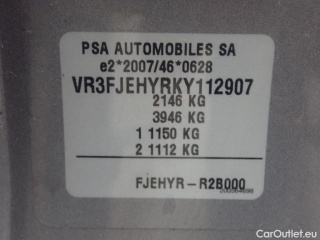 PSA AUTOMOBILES SA
e2*2007/46*0628
VR3FJEHYRKY112907
2146 KG
3946 KG
1 1150 KG
2 1112 KG
FJEHYR-R2B000
CarOutlet.eu